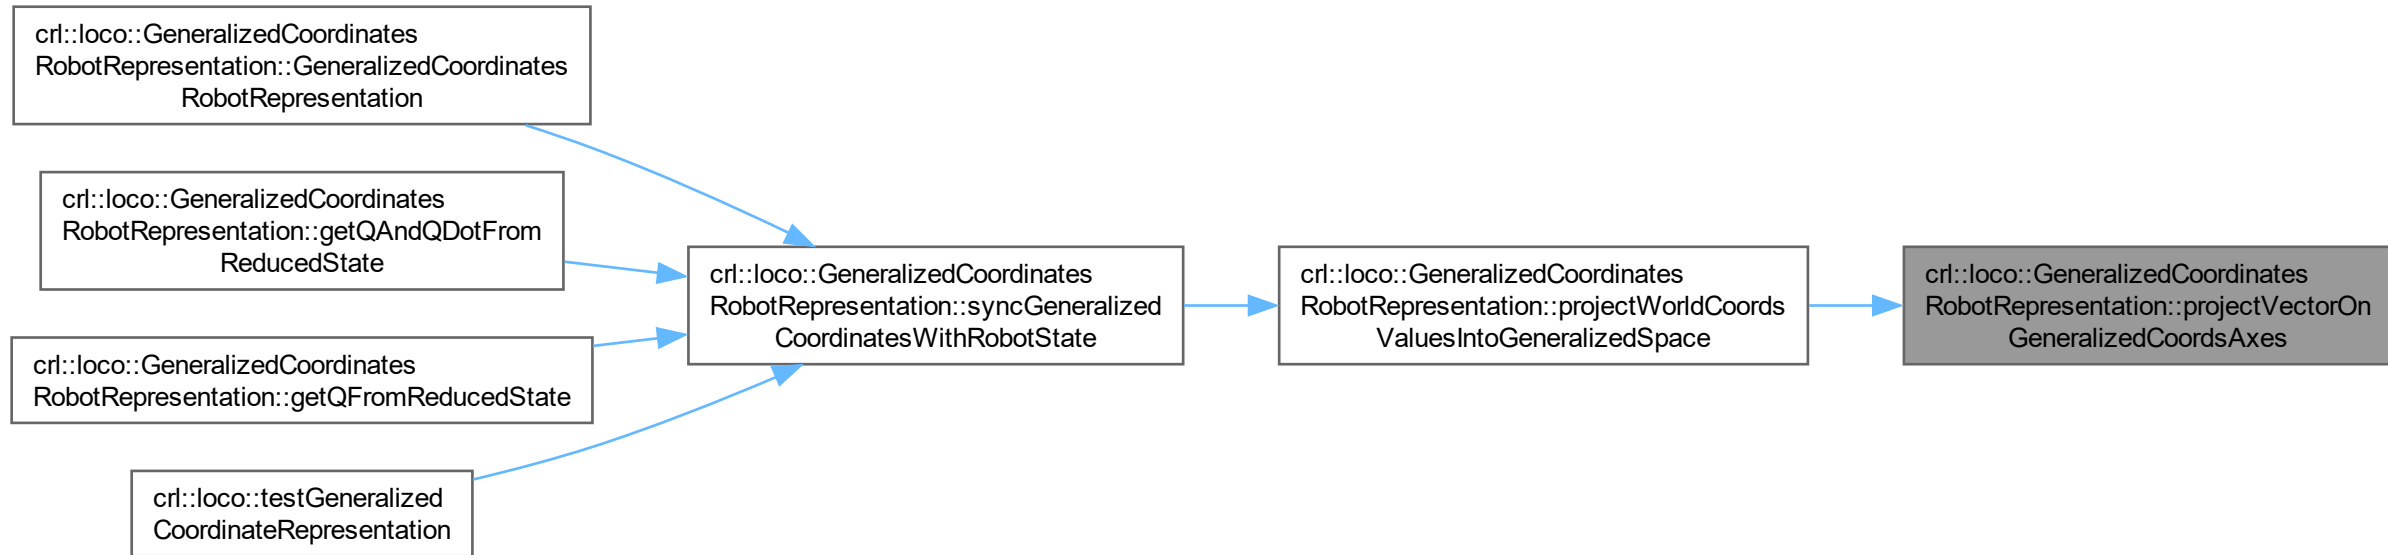 crl::loco::GeneralizedCoordinates
RobotRepresentation::GeneralizedCoordinates
RobotRepresentation
crl::loco::GeneralizedCoordinates
RobotRepresentation::getQAndQDotFrom
ReducedState
crl::loco::GeneralizedCoordinates
RobotRepresentation::getQFromReducedState
crl::loco::testGeneralized
CoordinateRepresentation
crl::loco::GeneralizedCoordinates
RobotRepresentation::syncGeneralized
CoordinatesWithRobotState
crl::loco::GeneralizedCoordinates
RobotRepresentation::projectWorldCoords
ValuesIntoGeneralizedSpace
crl::loco::GeneralizedCoordinates
RobotRepresentation::projectVectorOn
GeneralizedCoordsAxes